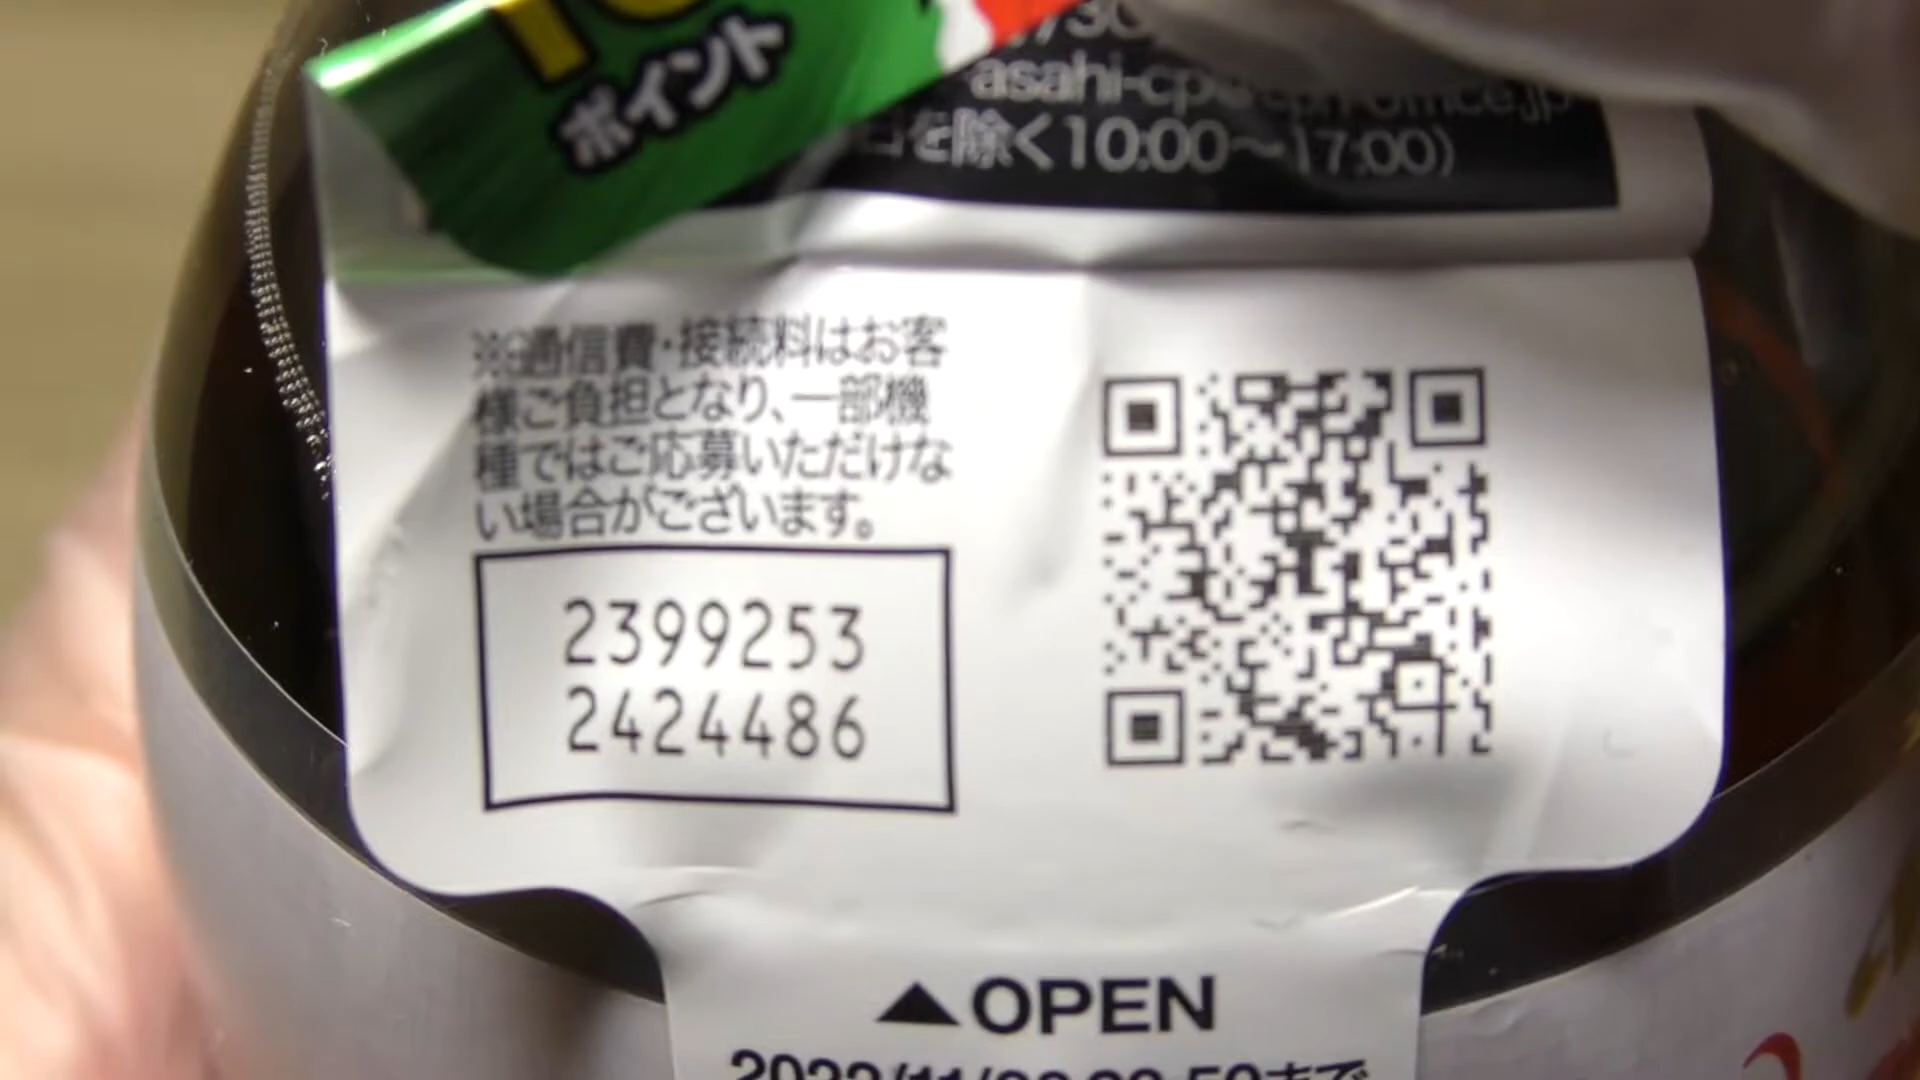 ポイント
asahi-cp
日を除く10:00〜17:00)
※通信費・接続料はお客
様ご負担となり、一部機
種ではご応募いただけな
い場合がございます。
2399253
2424486
▲OPEN